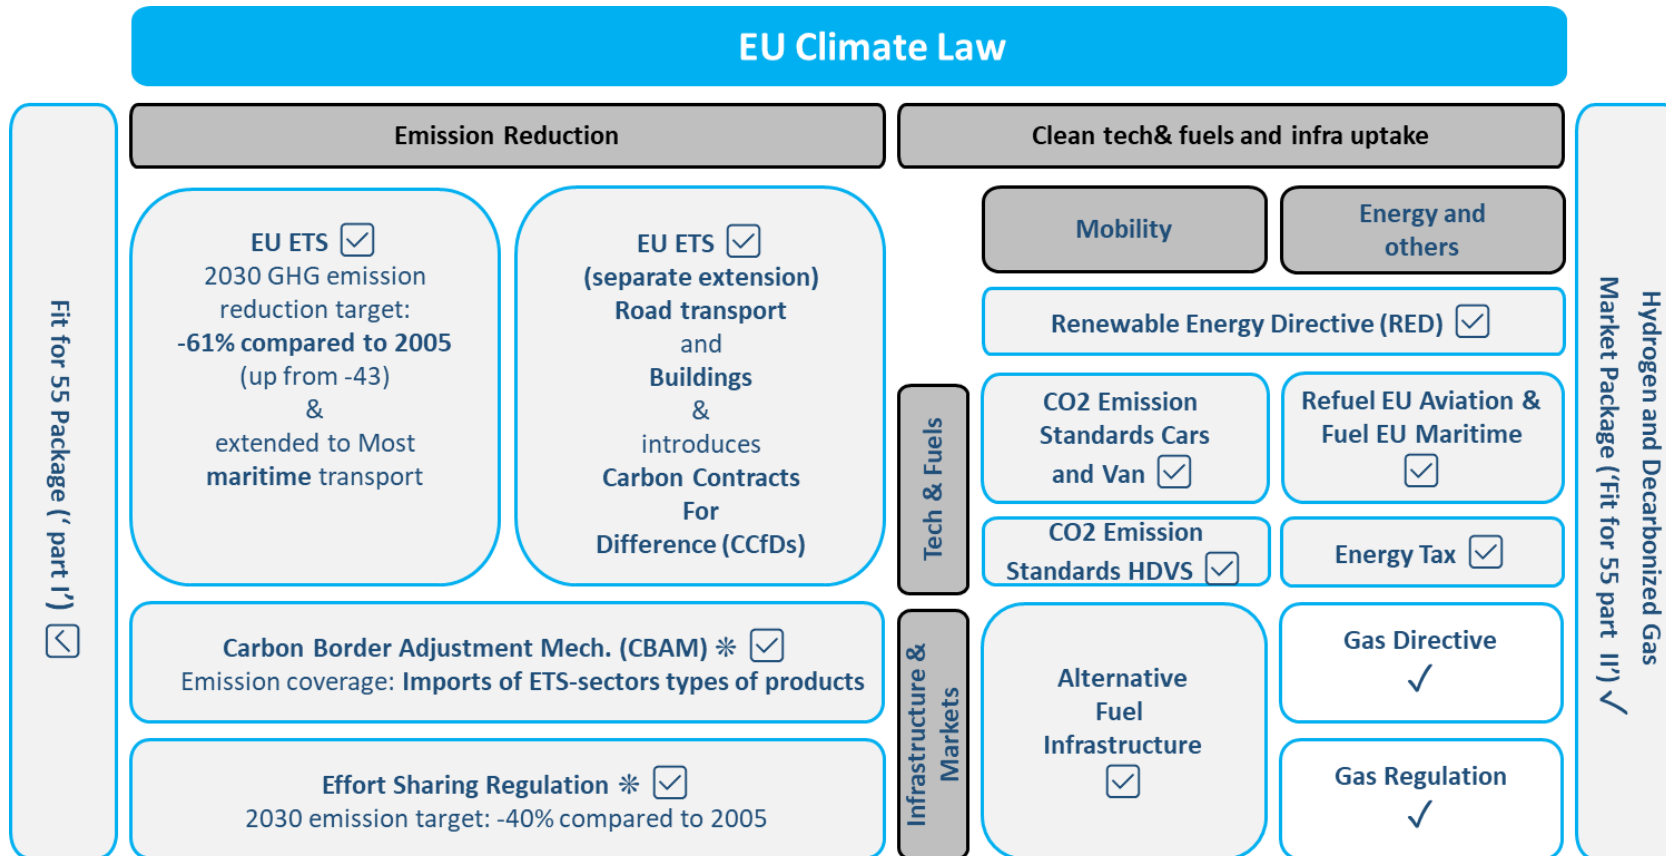 EU Climate Law
Fit for 55 Package (‘ part I’) ☑
Emission Reduction
EU ETS ☑
2030 GHG emission
reduction target:
-61% compared to 2005
(up from -43)
&
extended to Most
maritime transport
EU ETS ☑
(separate extension)
Road transport
and
Buildings
&
introduces
Carbon Contracts
For
Difference (CCfDs)
Carbon Border Adjustment Mech. (CBAM) ❊ ☑
Emission coverage: Imports of ETS-sectors types of products
Effort Sharing Regulation ❊ ☑
2030 emission target: -40% compared to 2005
Clean tech& fuels and infra uptake
Mobility
Energy and
others
Renewable Energy Directive (RED) ☑
Tech & Fuels
CO2 Emission
Standards Cars
and Van ☑
Refuel EU Aviation &
Fuel EU Maritime
☑
CO2 Emission
Standards HDVS ☑
Energy Tax ☑
Infrastructure &
Markets
Alternative
Fuel
Infrastructure
☑
Gas Directive
✓
Gas Regulation
✓
Hydrogen and Decarbonized Gas
Market Package (‘Fit for 55 part II’) ✓